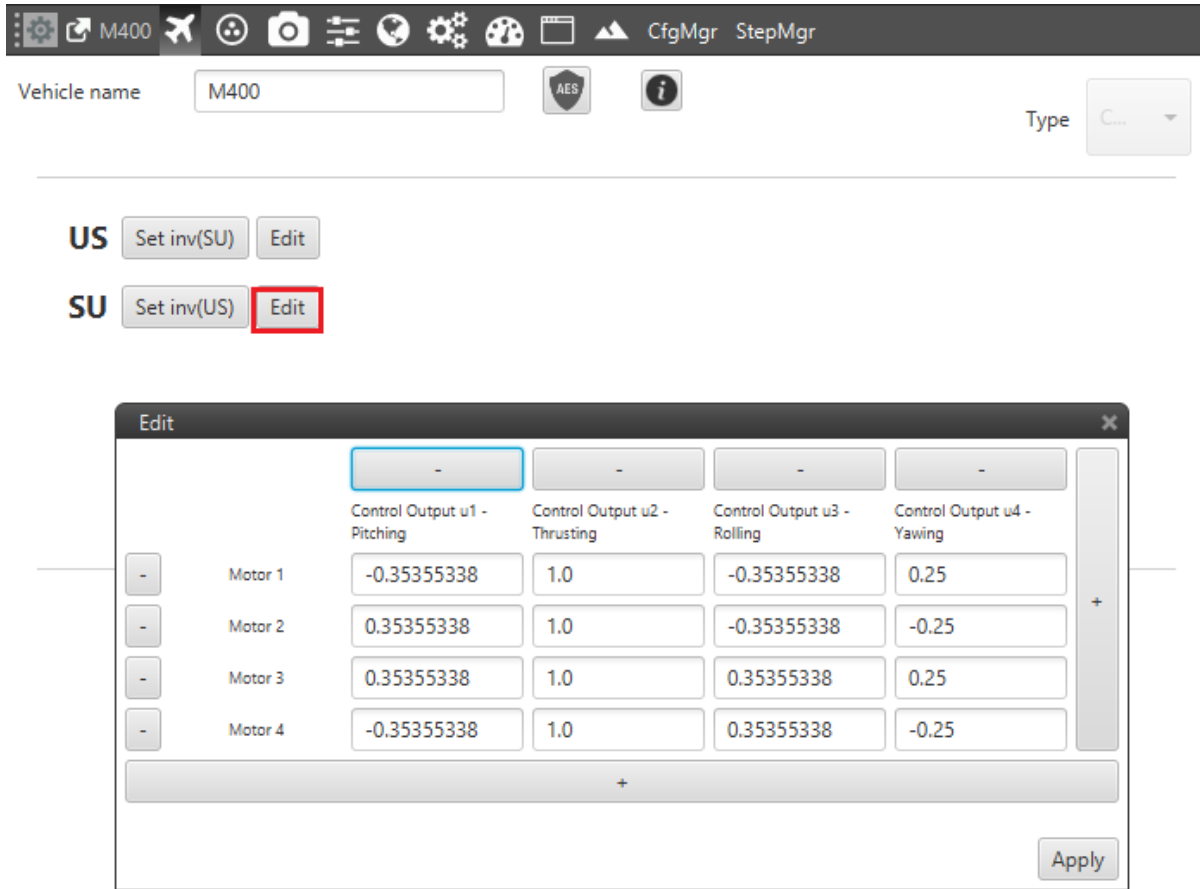 M400 CfgMgr StepMgr
Vehicle name M400 AES i
Type C...
US Set inv(SU) Edit
SU Set inv(US) Edit
Edit
- - - -
Control Output u1 - Control Output u2 - Control Output u3 - Control Output u4 -
Pitching Thrusting Rolling Yawing
- Motor 1 -0.35355338 1.0 -0.35355338 0.25
+
- Motor 2 0.35355338 1.0 -0.35355338 -0.25
- Motor 3 0.35355338 1.0 0.35355338 0.25
- Motor 4 -0.35355338 1.0 0.35355338 -0.25
+
Apply